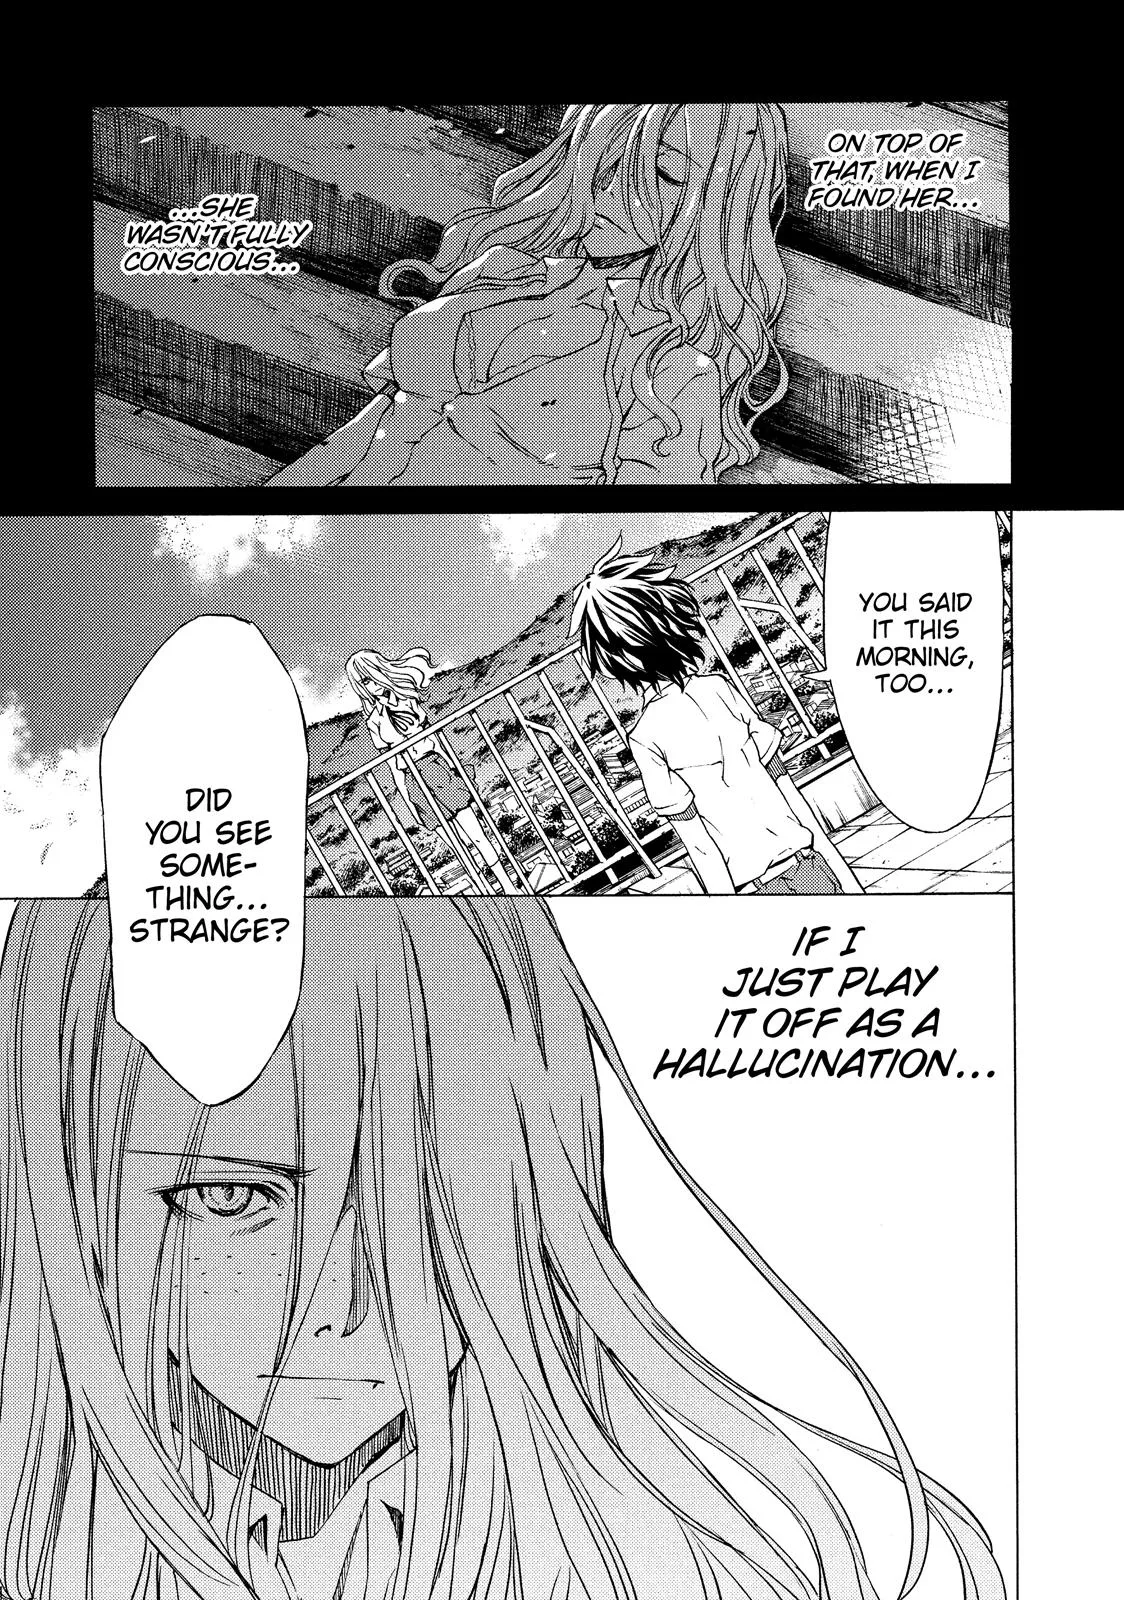 ON TOP OF
THAT, WHEN I
FOUND HER...
...SHE
WASN'T FULLY
CONSCIOUS...
YOU SAID
IT THIS
MORNING,
TOO...
DID
YOU SEE
SOME-
THING...
STRANGE?
IF I
JUST PLAY
IT OFF AS A
HALLUCINATION...